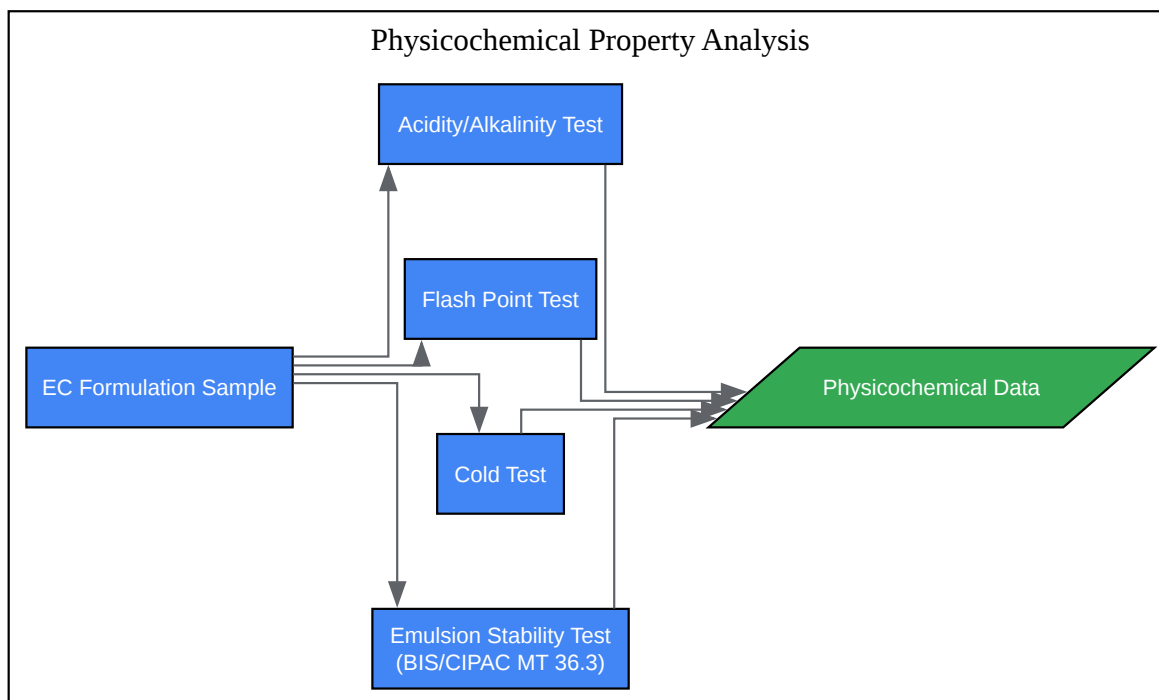 Physicochemical Property Analysis
Acidity/Alkalinity Test
Flash Point Test
EC Formulation Sample
Physicochemical Data
Cold Test
Emulsion Stability Test
(BIS/CIPAC MT 36.3)